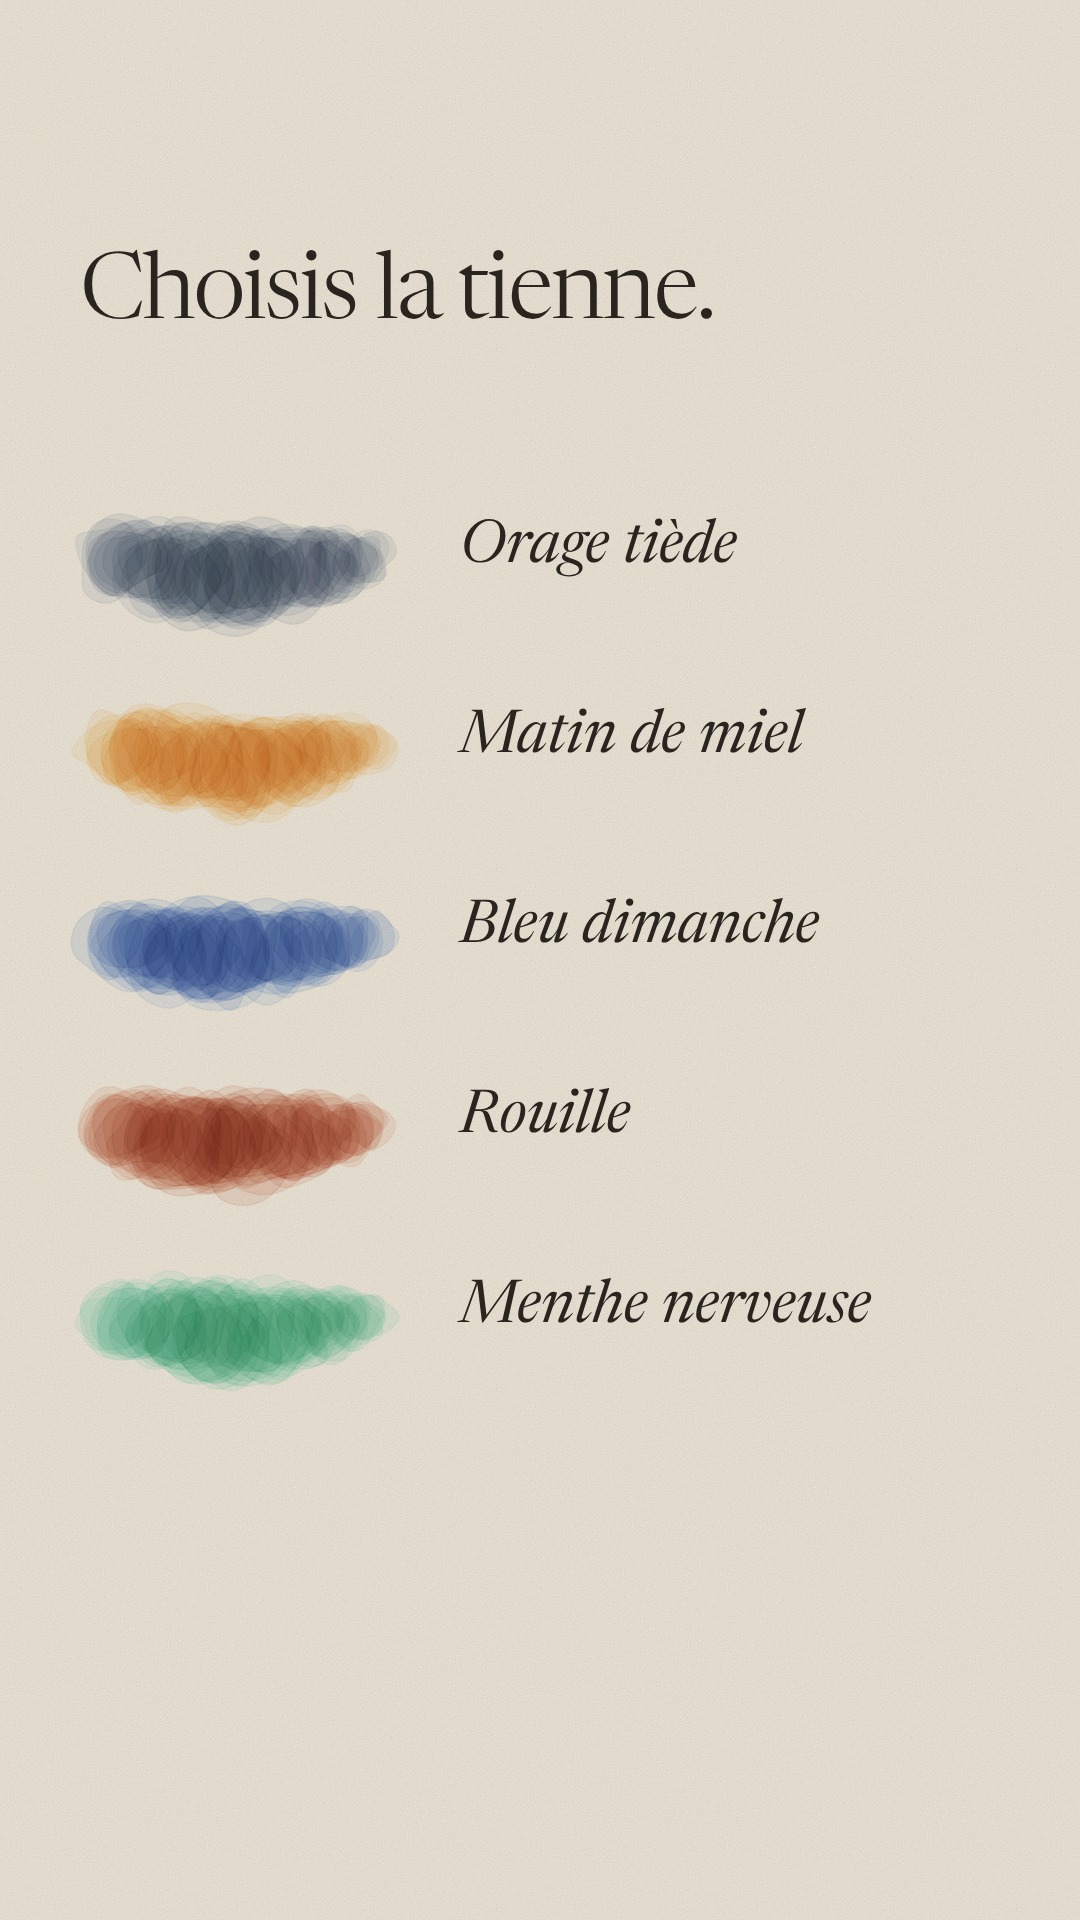 Choisis la tienne.
Orage tiède
Matin de miel
Bleu dimanche
Rouille
Menthe nerveuse